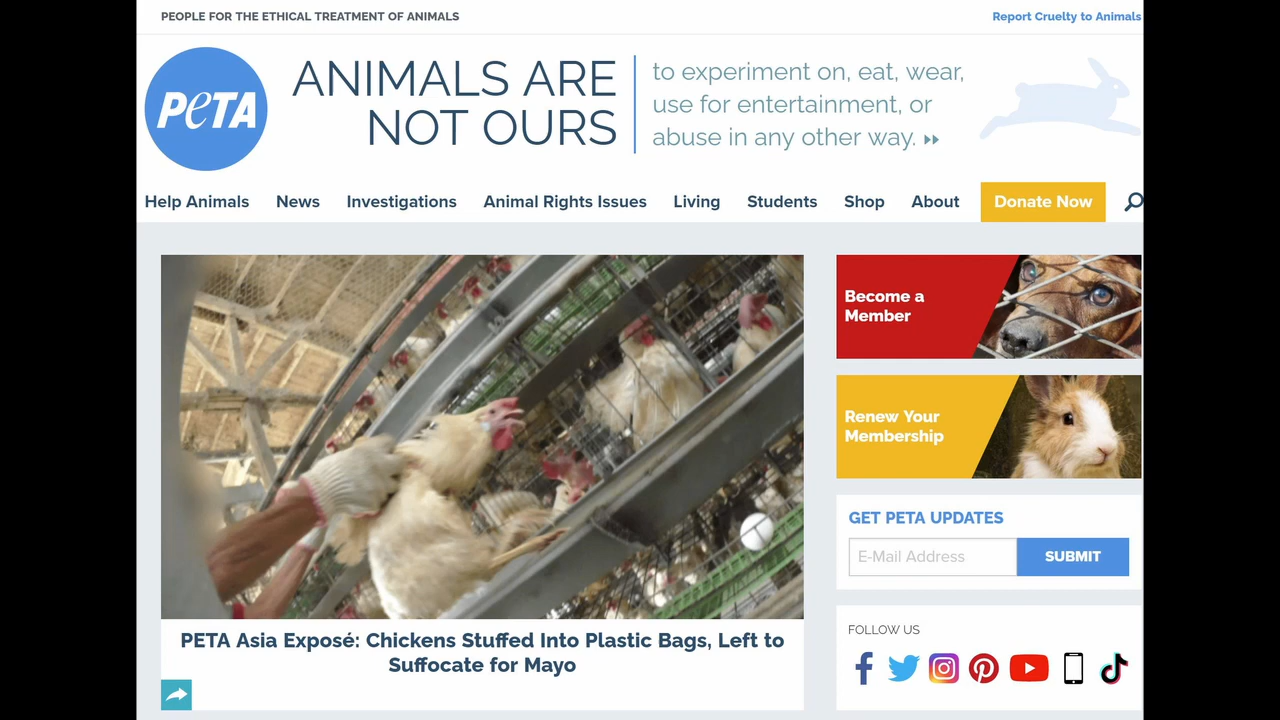 PEOPLE FOR THE ETHICAL TREATMENT OF ANIMALS
Report Cruelty to Animals
PeTA
ANIMALS ARE
NOT OURS
to experiment on, eat, wear,
use for entertainment, or
abuse in any other way.
Help Animals News Investigations Animal Rights Issues Living Students Shop About Donate Now
Become a
Member
Renew Your
Membership
GET PETA UPDATES
E-Mail Address SUBMIT
FOLLOW US
PETA Asia Exposé: Chickens Stuffed Into Plastic Bags, Left to
Suffocate for Mayo